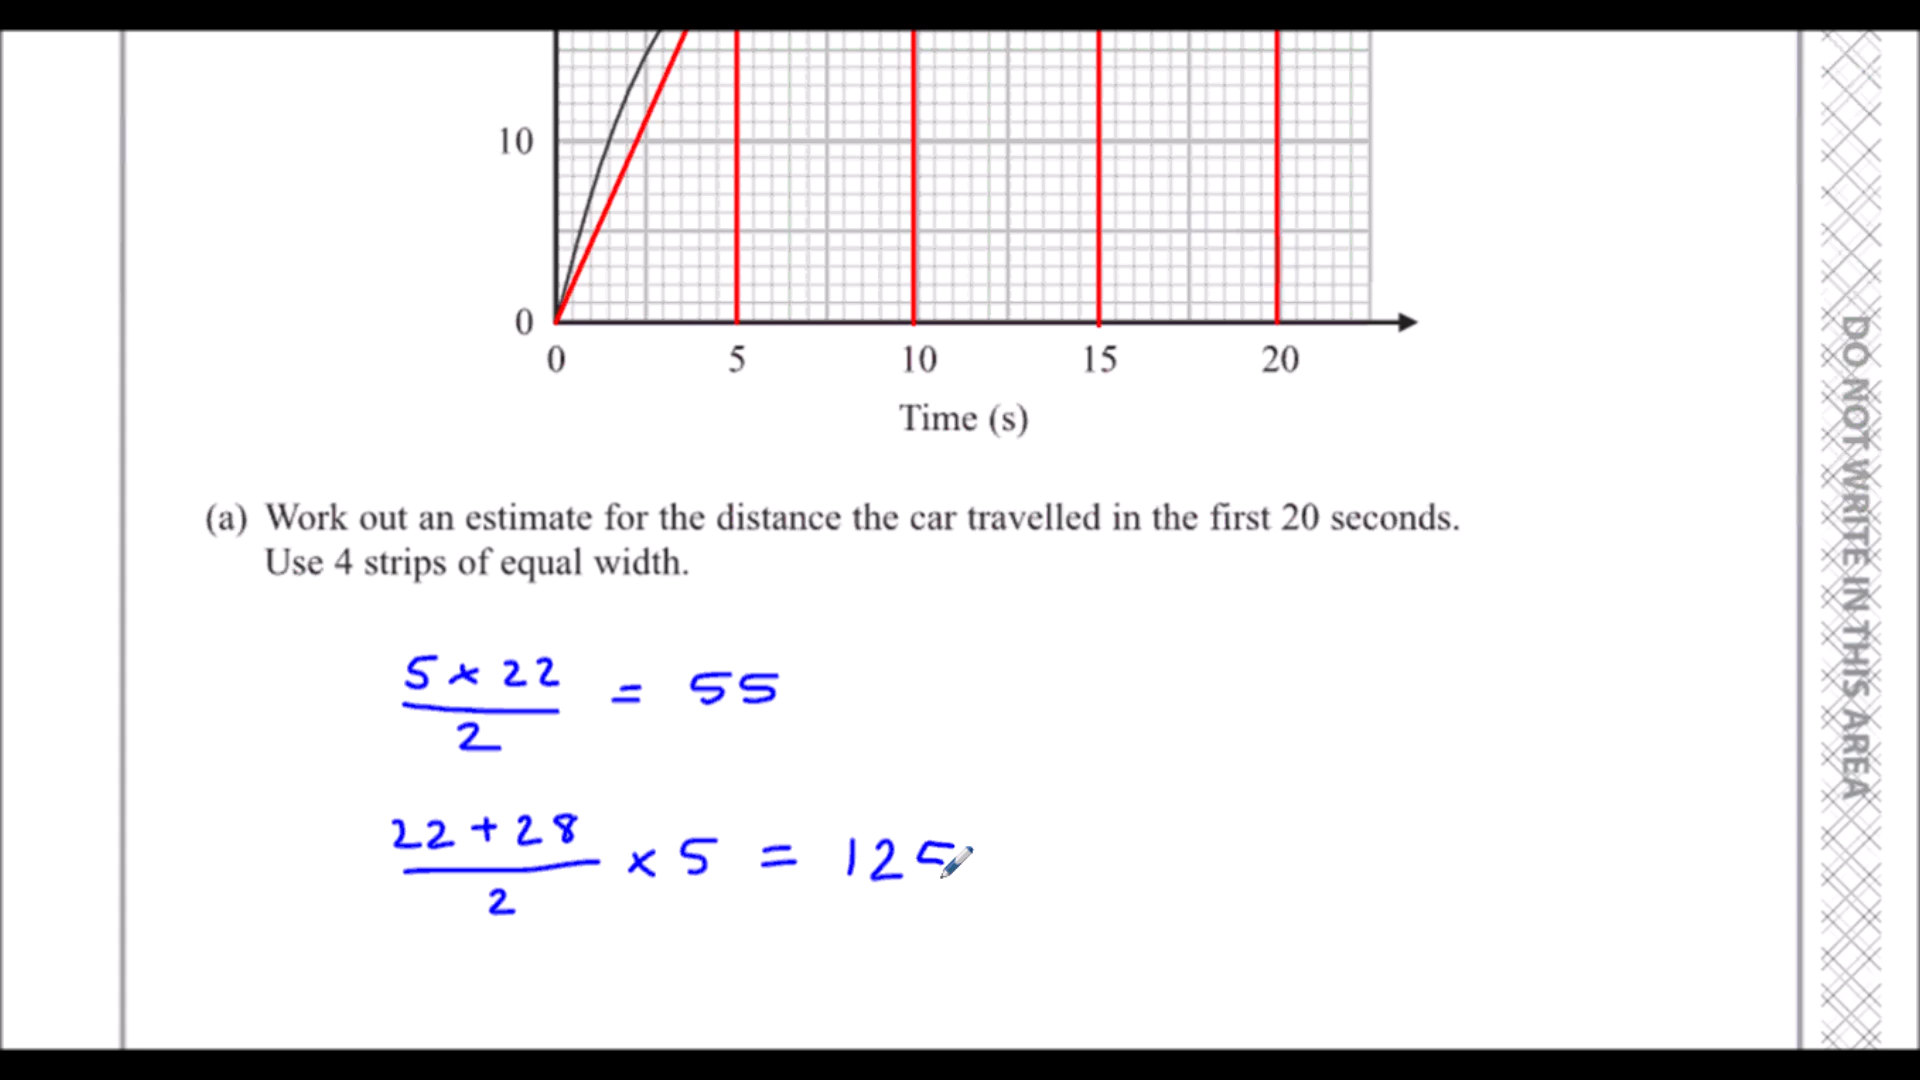 10
0
0 5 10 15 20
Time (s)
(a) Work out an estimate for the distance the car travelled in the first 20 seconds.
Use 4 strips of equal width.
5 × 22
= 55
2
22 + 28
× 5 = 125
2
DO NOT WRITE IN THIS AREA